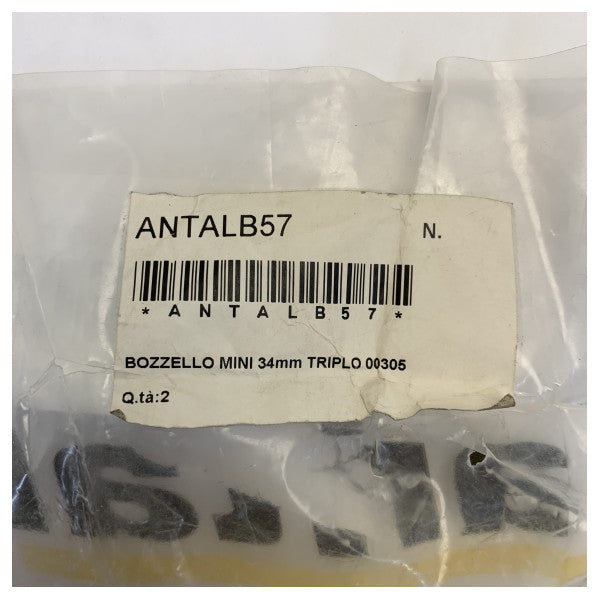 ANTALB57 N.
*ANTALB57*
BOZZELLO MINI 34mm TRIPLO 00305
Q.tà:2